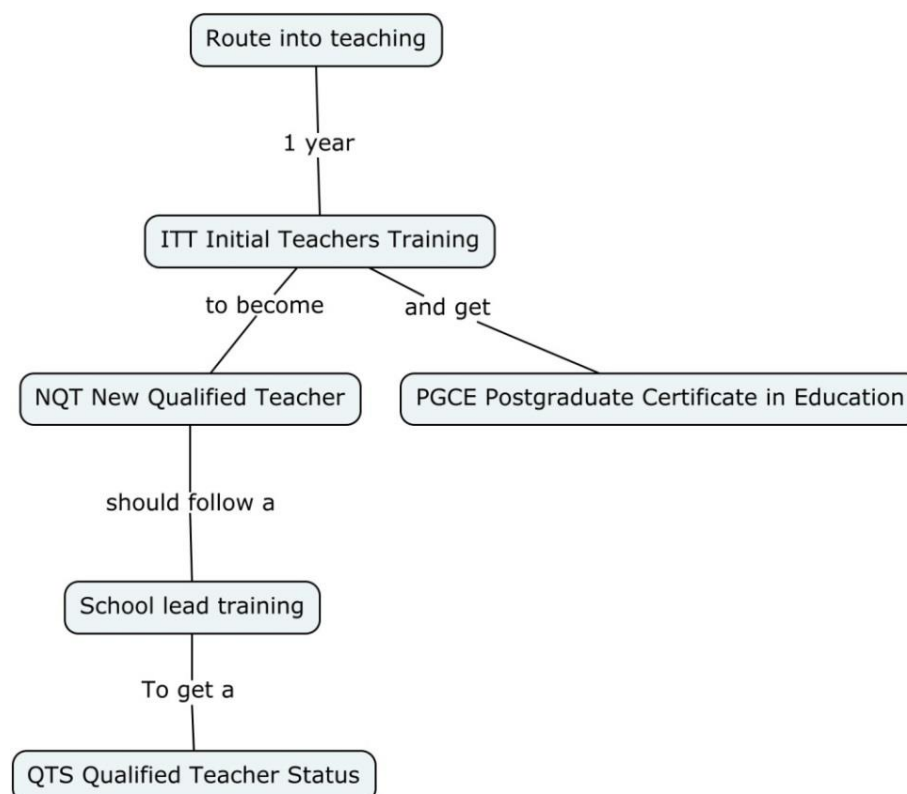 Route into teaching
1 year
ITT Initial Teachers Training
to become
and get
NQT New Qualified Teacher
PGCE Postgraduate Certificate in Education
should follow a
School lead training
To get a
QTS Qualified Teacher Status